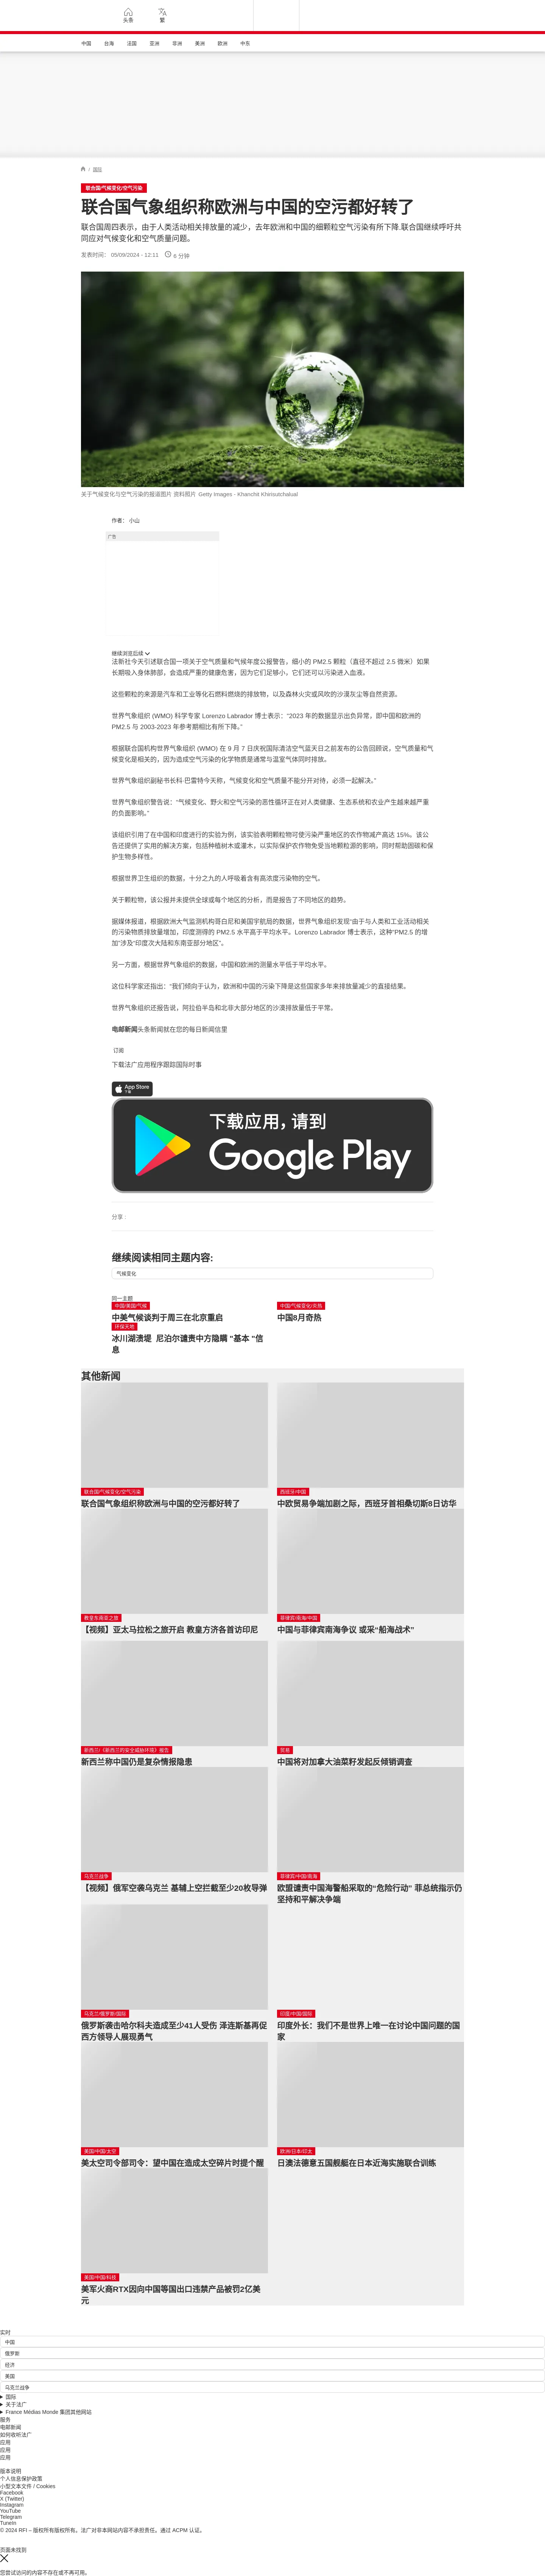 头条
繁
中国
台海
法国
亚洲
非洲
美洲
欧洲
中东
/ 国际
联合国/气候变化/空气污染
联合国气象组织称欧洲与中国的空污都好转了
联合国周四表示，由于人类活动相关排放量的减少，去年欧洲和中国的细颗粒空气污染有所下降.联合国继续呼吁共
同应对气候变化和空气质量问题。
发表时间： 05/09/2024 - 12:11 6 分钟
关于气候变化与空气污染的报道图片 资料照片 Getty Images - Khanchit Khirisutchalual
作者： 小山
广告
继续浏览后续
法新社今天引述联合国一项关于空气质量和气候年度公报警告，细小的 PM2.5 颗粒（直径不超过 2.5 微米）如果
长期吸入身体肺部，会造成严重的健康危害，因为它们足够小，它们还可以污染进入血液。
这些颗粒的来源是汽车和工业等化石燃料燃烧的排放物，以及森林火灾或风吹的沙漠灰尘等自然资源。
世界气象组织 (WMO) 科学专家 Lorenzo Labrador 博士表示：“2023 年的数据显示出负异常，即中国和欧洲的
PM2.5 与 2003-2023 年参考期相比有所下降。”
根据联合国机构世界气象组织 (WMO) 在 9 月 7 日庆祝国际清洁空气蓝天日之前发布的公告回顾说，空气质量和气
候变化是相关的，因为造成空气污染的化学物质是通常与温室气体同时排放。
世界气象组织副秘书长科·巴雷特今天称，气候变化和空气质量不能分开对待，必须一起解决。”
世界气象组织警告说：“气候变化、野火和空气污染的恶性循环正在对人类健康、生态系统和农业产生越来越严重
的负面影响。”
该组织引用了在中国和印度进行的实验为例，该实验表明颗粒物可使污染严重地区的农作物减产高达 15%。该公
告还提供了实用的解决方案，包括种植树木或灌木，以实际保护农作物免受当地颗粒源的影响，同时帮助固碳和保
护生物多样性。
根据世界卫生组织的数据，十分之九的人呼吸着含有高浓度污染物的空气。
关于颗粒物，该公报并未提供全球或每个地区的分析，而是报告了不同地区的趋势。
据媒体报道，根据欧洲大气监测机构哥白尼和美国宇航局的数据，世界气象组织发现“由于与人类和工业活动相关
的污染物质排放量增加，印度测得的 PM2.5 水平高于平均水平。Lorenzo Labrador 博士表示，这种“PM2.5 的增
加”涉及“印度次大陆和东南亚部分地区”。
另一方面，根据世界气象组织的数据，中国和欧洲的测量水平低于平均水平。
这位科学家还指出：“我们倾向于认为，欧洲和中国的污染下降是这些国家多年来排放量减少的直接结果。
世界气象组织还报告说，阿拉伯半岛和北非大部分地区的沙漠排放量低于平常。
电邮新闻头条新闻就在您的每日新闻信里
订阅
下载法广应用程序跟踪国际时事
App Store
下载
下载应用，请到
Google Play
分享 :
继续阅读相同主题内容:
气候变化
同一主题
中国/美国/气候
中美气候谈判于周三在北京重启
中国/气候变化/炎热
中国8月奇热
环保天地
冰川湖溃堤 尼泊尔谴责中方隐瞒 "基本 "信
息
其他新闻
联合国/气候变化/空气污染
联合国气象组织称欧洲与中国的空污都好转了
西班牙/中国
中欧贸易争端加剧之际，西班牙首相桑切斯8日访华
教皇东南亚之旅
【视频】亚太马拉松之旅开启 教皇方济各首访印尼
菲律宾/南海/中国
中国与菲律宾南海争议 或采“船海战术”
新西兰/《新西兰的安全威胁环境》报告
新西兰称中国仍是复杂情报隐患
贸易
中国将对加拿大油菜籽发起反倾销调查
乌克兰战争
【视频】俄军空袭乌克兰 基辅上空拦截至少20枚导弹
菲律宾/中国/南海
欧盟谴责中国海警船采取的“危险行动” 菲总统指示仍
坚持和平解决争端
乌克兰/俄罗斯/国际
俄罗斯袭击哈尔科夫造成至少41人受伤 泽连斯基再促
西方领导人展现勇气
印度/中国/国际
印度外长：我们不是世界上唯一在讨论中国问题的国
家
美国/中国/太空
美太空司令部司令：望中国在造成太空碎片时提个醒
欧洲/日本/印太
日澳法德意五国舰艇在日本近海实施联合训练
美国/中国/科技
美军火商RTX因向中国等国出口违禁产品被罚2亿美
元
实时
中国
俄罗斯
经济
美国
乌克兰战争
国际
关于法广
France Médias Monde 集团其他网站
服务
电邮新闻
如何收听法广
应用
应用
应用
版本说明
个人信息保护政策
小型文本文件 / Cookies
Facebook
X (Twitter)
Instagram
YouTube
Telegram
TuneIn
© 2024 RFI – 版权所有版权所有。法广对非本网站内容不承担责任。通过 ACPM 认证。
页面未找到
您尝试访问的内容不存在或不再可用。